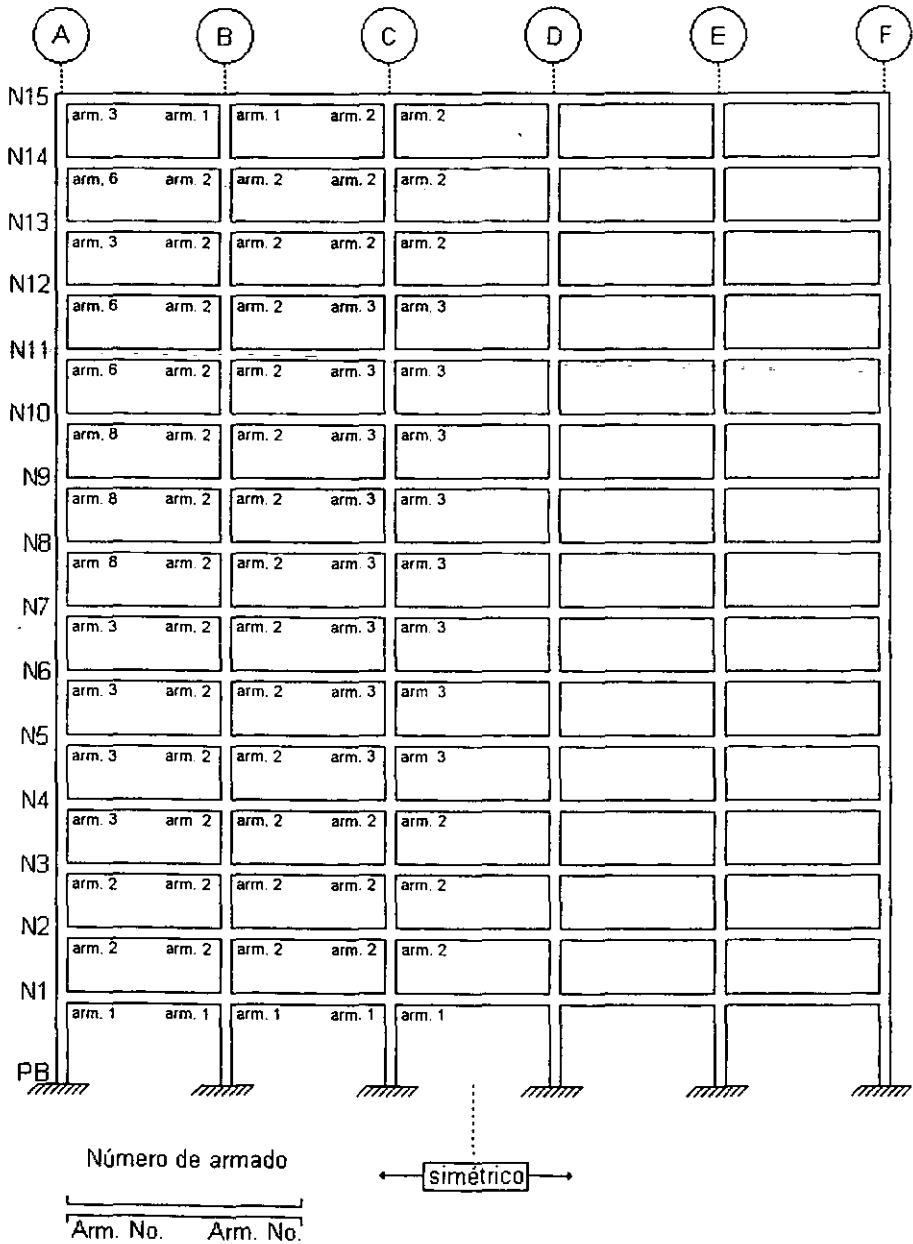 A B C D E F
N15
arm. 3 arm. 1 arm. 1 arm. 2 arm. 2
N14
arm. 6 arm. 2 arm. 2 arm. 2 arm. 2
N13
arm. 3 arm. 2 arm. 2 arm. 2 arm. 2
N12
arm. 6 arm. 2 arm. 2 arm. 3 arm. 3
N11
arm. 6 arm. 2 arm. 2 arm. 3 arm. 3
N10
arm. 8 arm. 2 arm. 2 arm. 3 arm. 3
N9
arm. 8 arm. 2 arm. 2 arm. 3 arm. 3
N8
arm 8 arm. 2 arm. 2 arm. 3 arm. 3
N7
arm. 3 arm. 2 arm. 2 arm. 3 arm. 3
N6
arm. 3 arm. 2 arm. 2 arm. 3 arm 3
N5
arm. 3 arm. 2 arm. 2 arm. 3 arm 3
N4
arm. 3 arm 2 arm. 2 arm. 2 arm. 2
N3
arm. 2 arm. 2 arm. 2 arm. 2 arm. 2
N2
arm. 2 arm. 2 arm. 2 arm. 2 arm. 2
N1
arm. 1 arm. 1 arm. 1 arm. 1 arm. 1
PB
Número de armado
simétrico
Arm. No. Arm. No.